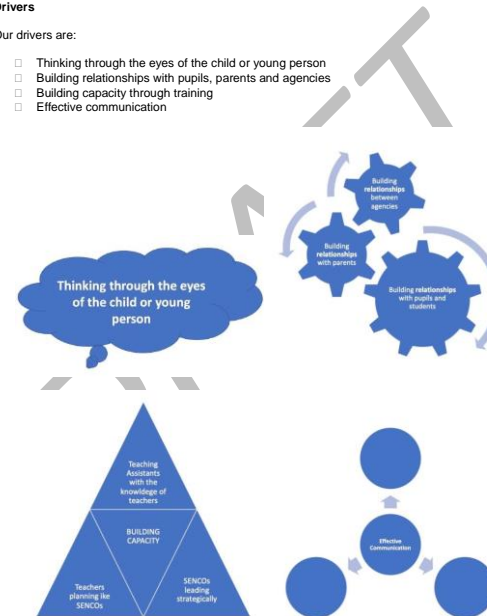 Drivers
Our drivers are:
Thinking through the eyes of the child or young person
Building relationships with pupils, parents and agencies
Building capacity through training
Effective communication
Building
relationships
between
agencies
Building
relationships
with parents
Building relationships
with pupils and
students
Thinking through the eyes
of the child or young
person
Teaching
Assistants
with the
knowldege of
teachers
BUILDING
CAPACITY
Teachers
planning ike
SENCOs
SENCOs
leading
strategically
Effective
Communication